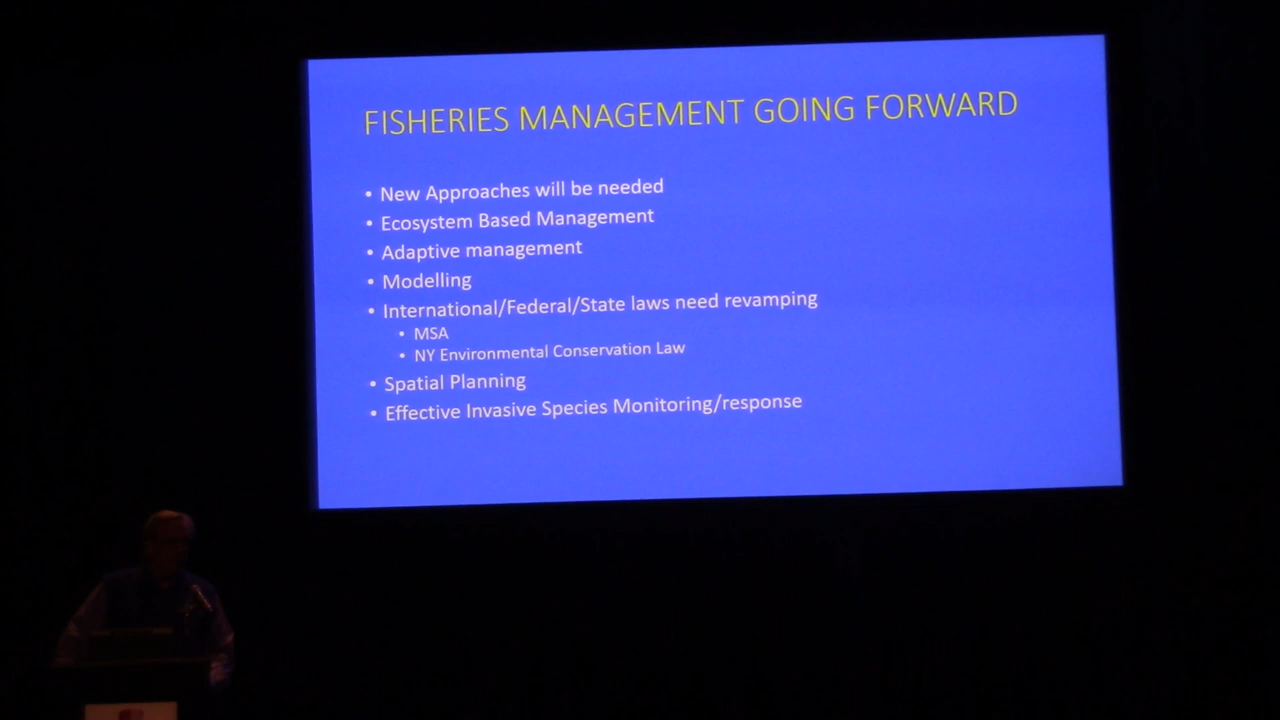 FISHERIES MANAGEMENT GOING FORWARD
• New Approaches will be needed
• Ecosystem Based Management
• Adaptive management
• Modelling
• International/Federal/State laws need revamping
• MSA
• NY Environmental Conservation Law
• Spatial Planning
• Effective Invasive Species Monitoring/response